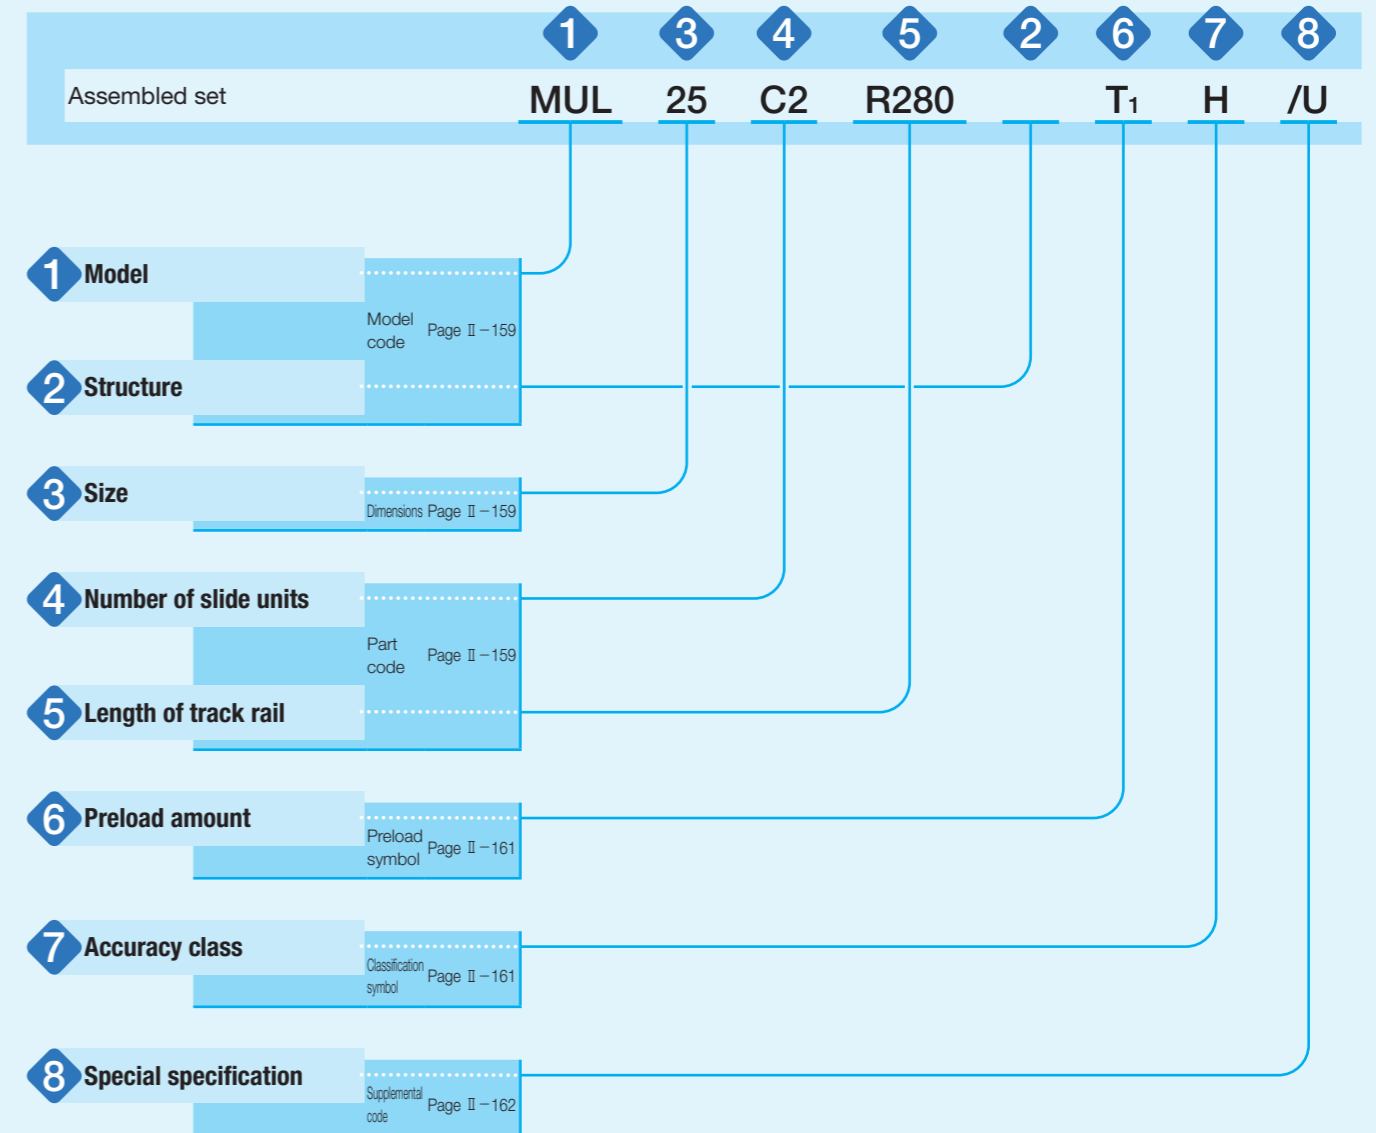 1 3 4 5 2 6 7 8
Assembled set MUL 25 C2 R280 T1 H /U
1 Model
Model code Page Ⅱ－159
2 Structure
3 Size
Dimensions Page Ⅱ－159
4 Number of slide units
Part code Page Ⅱ－159
5 Length of track rail
6 Preload amount
Preload symbol Page Ⅱ－161
7 Accuracy class
Classification symbol Page Ⅱ－161
8 Special specification
Supplemental code Page Ⅱ－162